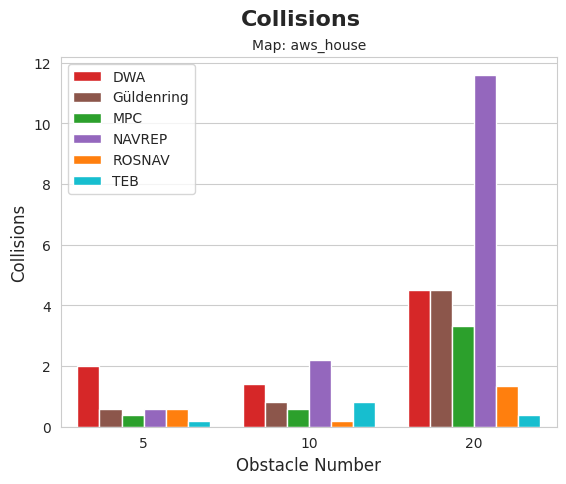 Collisions
Map: aws_house
DWA
Güldenring
MPC
NAVREP
ROSNAV
TEB
Collisions
12
10
8
6
4
2
0
5 10 20
Obstacle Number